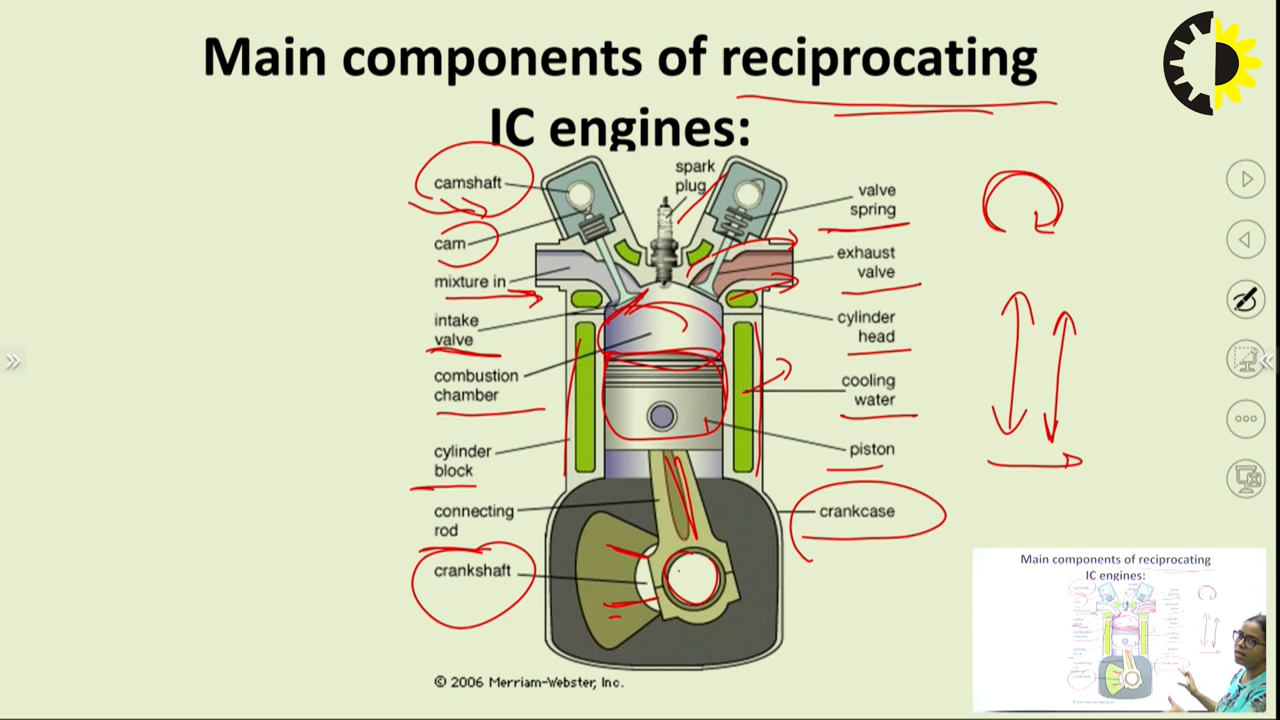 Main components of reciprocating
IC engines:
camshaft
cam
mixture in
intake
valve
combustion
chamber
cylinder
block
connecting
rod
crankshaft
spark
plug
valve
spring
exhaust
valve
cylinder
head
cooling
water
piston
crankcase
© 2006 Merriam-Webster, Inc.
Main components of reciprocating
IC engines: